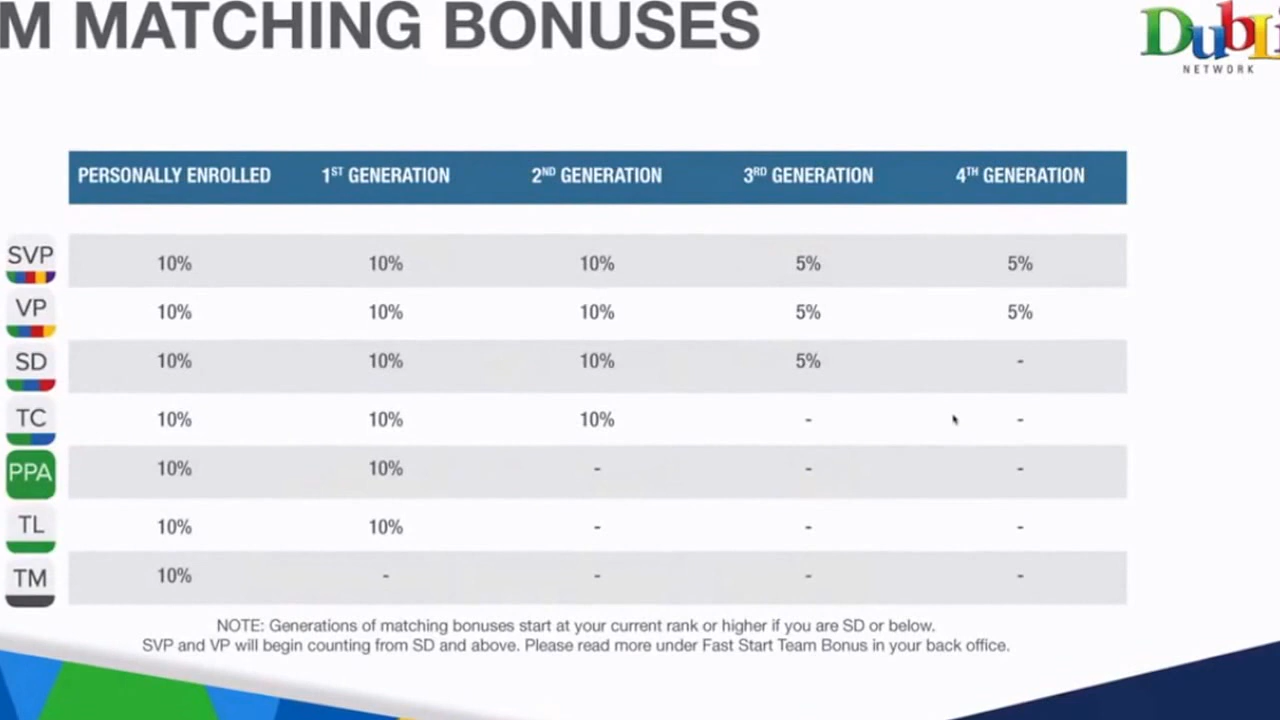 M MATCHING BONUSES
DubLi
NETWORK
PERSONALLY ENROLLED 1ST GENERATION 2ND GENERATION 3RD GENERATION 4TH GENERATION
SVP 10% 10% 10% 5% 5%
VP 10% 10% 10% 5% 5%
SD 10% 10% 10% 5% -
TC 10% 10% 10% - -
PPA 10% 10% - - -
TL 10% 10% - - -
TM 10% - - - -
NOTE: Generations of matching bonuses start at your current rank or higher if you are SD or below.
SVP and VP will begin counting from SD and above. Please read more under Fast Start Team Bonus in your back office.